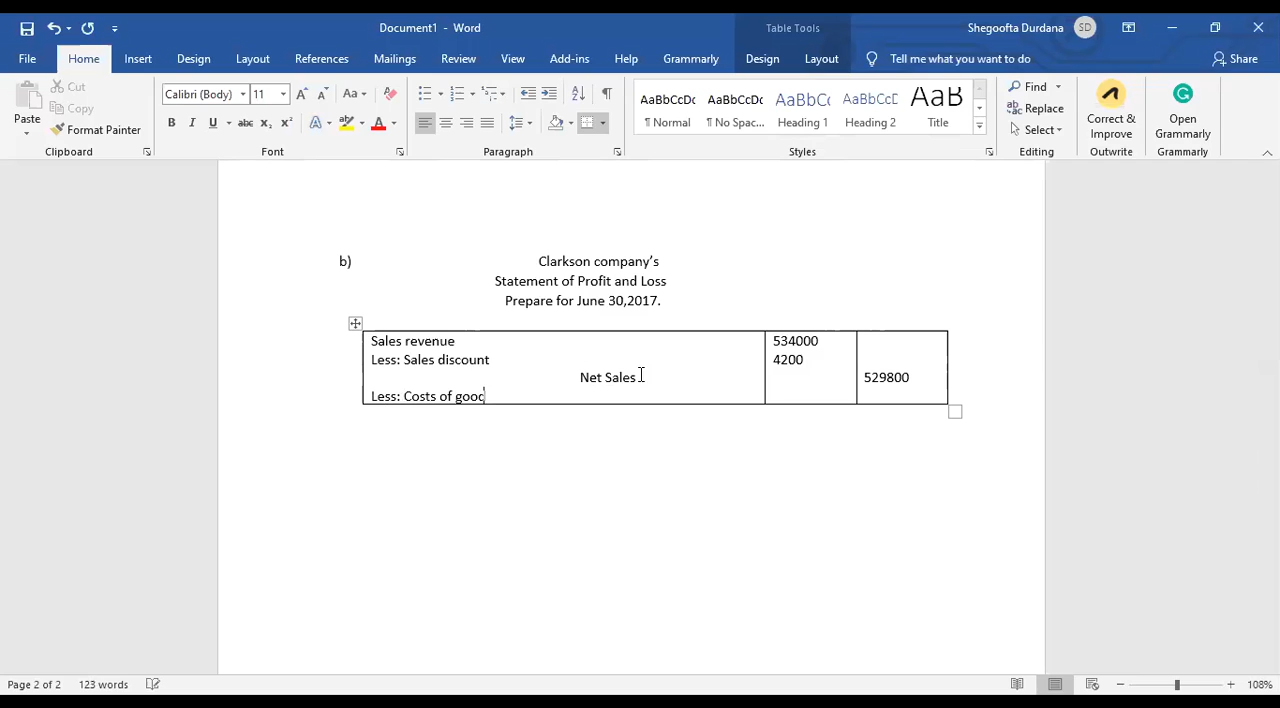 Document1 - Word
Table Tools
Shegoofta Durdana
SD
File
Home
Insert
Design
Layout
References
Mailings
Review
View
Add-ins
Help
Grammarly
Design
Layout
Tell me what you want to do
Share
Paste
Cut
Copy
Format Painter
Clipboard
Calibri (Body)
11
Font
Paragraph
AaBbCcDc
¶ Normal
AaBbCcDc
¶ No Spac...
AaBbCc
Heading 1
AaBbCcD
Heading 2
AaB
Title
Styles
Find
Replace
Select
Editing
Correct &
Improve
Outwrite
Open
Grammarly
Grammarly
b)
Clarkson company’s
Statement of Profit and Loss
Prepare for June 30,2017.
Sales revenue 534000
Less: Sales discount 4200
Net Sales 529800
Less: Costs of good
Page 2 of 2
123 words
108%